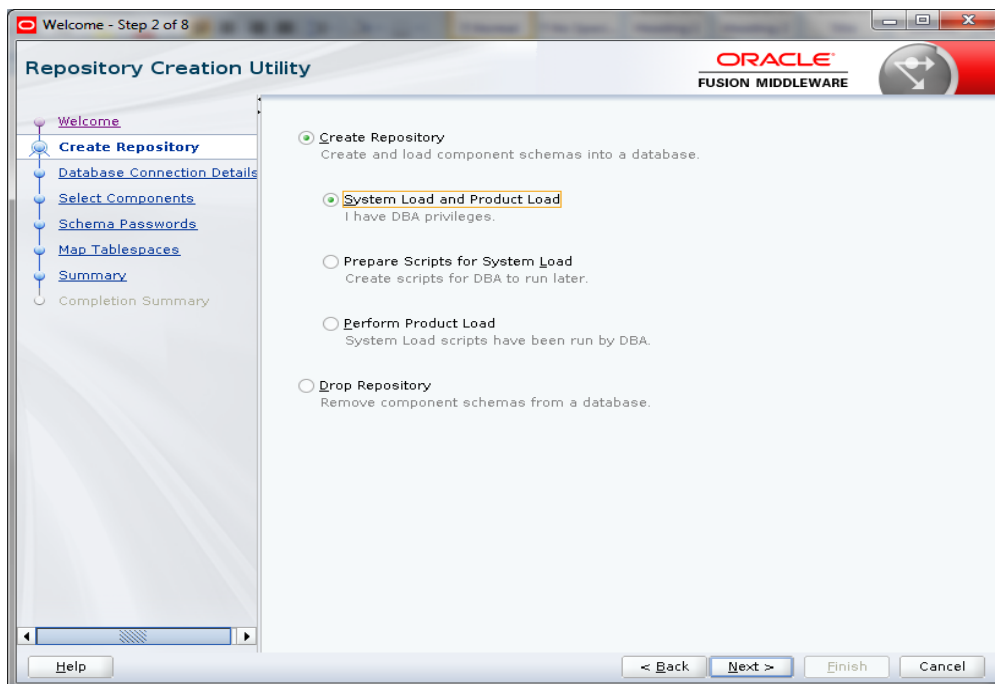 Welcome - Step 2 of 8
Repository Creation Utility
ORACLE
FUSION MIDDLEWARE
Welcome
Create Repository
Database Connection Details
Select Components
Schema Passwords
Map Tablespaces
Summary
Completion Summary
Create Repository
Create and load component schemas into a database.
System Load and Product Load
I have DBA privileges.
Prepare Scripts for System Load
Create scripts for DBA to run later.
Perform Product Load
System Load scripts have been run by DBA.
Drop Repository
Remove component schemas from a database.
Help
< Back
Next >
Finish
Cancel